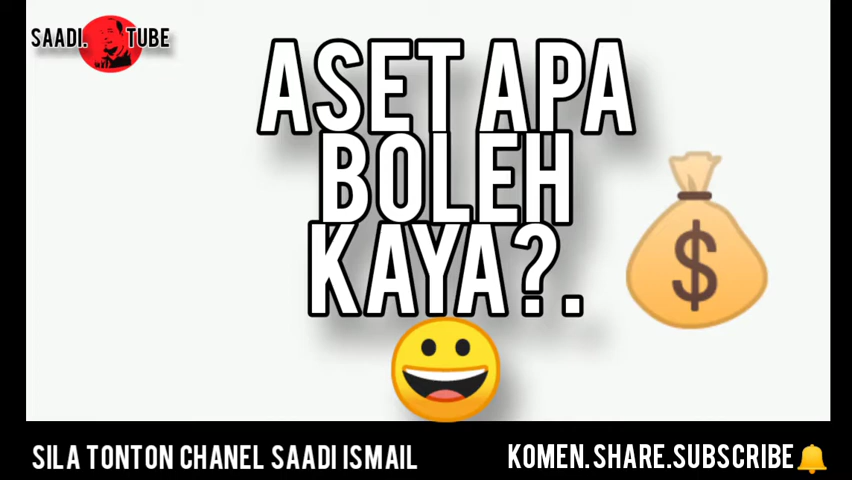 SAADI. TUBE
ASET APA
BOLEH
KAYA?.
$
SILA TONTON CHANEL SAADI ISMAIL
KOMEN.SHARE.SUBSCRIBE